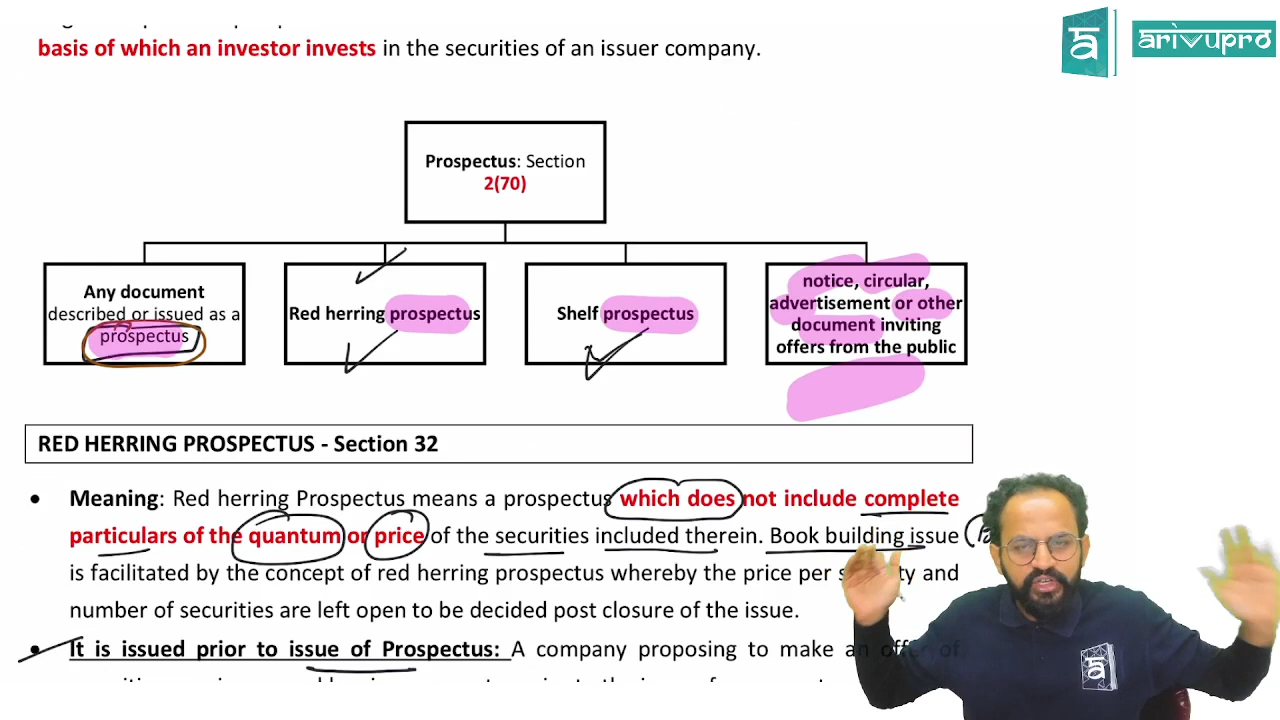 basis of which an investor invests in the securities of an issuer company.
arivupro
Prospectus: Section
2(70)
Any document
described or issued as a
prospectus
Red herring prospectus
Shelf prospectus
notice, circular,
advertisement or other
document inviting
offers from the public
RED HERRING PROSPECTUS - Section 32
• Meaning: Red herring Prospectus means a prospectus which does not include complete
particulars of the quantum or price of the securities included therein. Book building issue
is facilitated by the concept of red herring prospectus whereby the price per and
number of securities are left open to be decided post closure of the issue.
• It is issued prior to issue of Prospectus: A company proposing to make an offer of